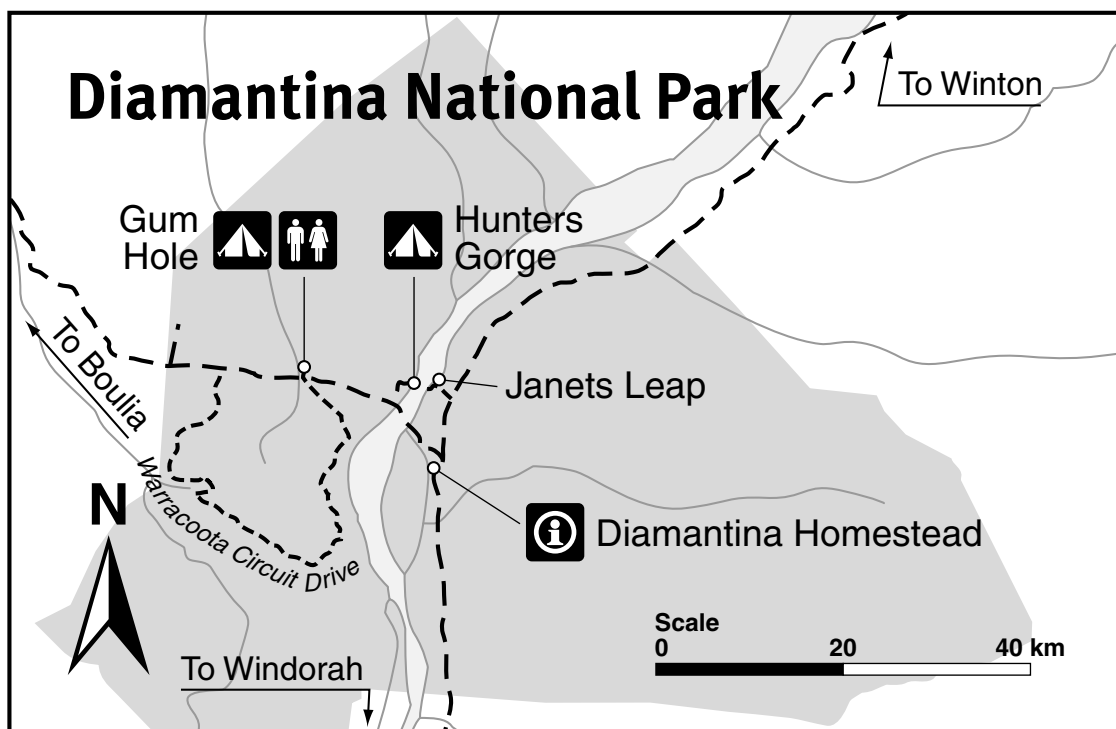 Diamantina National Park
To Winton
Gum
Hole
Hunters
Gorge
To Boulia
Janets Leap
Warracoota Circuit Drive
N
Diamantina Homestead
Scale
0 20 40 km
To Windorah